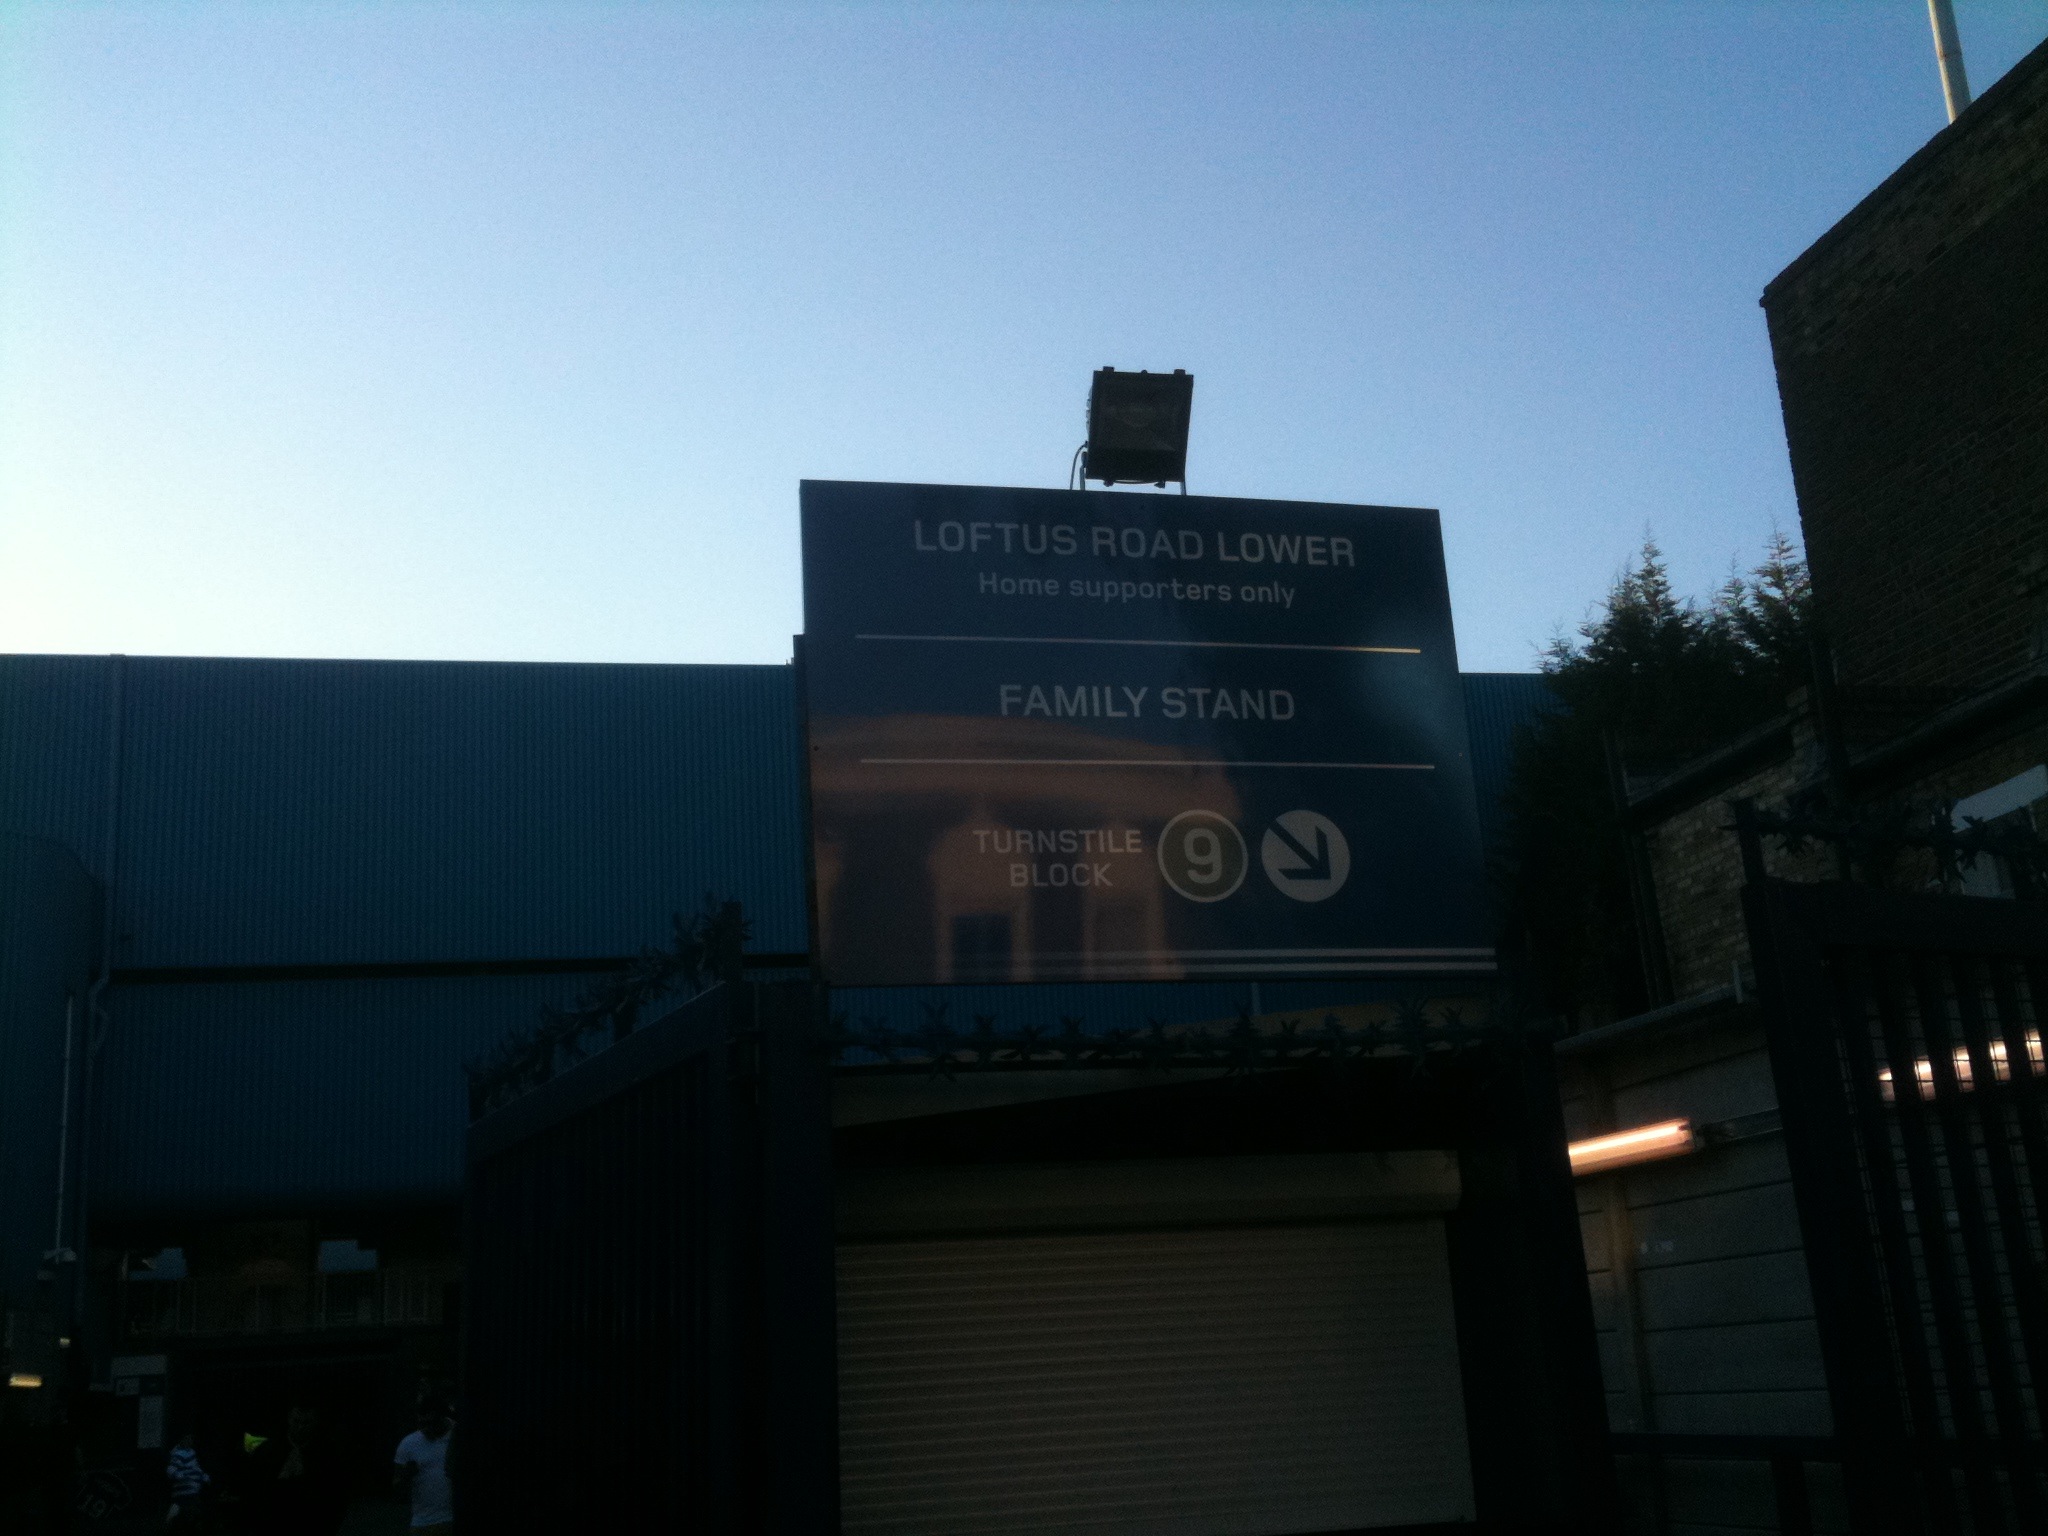 LOFTUS ROAD LOWER
Home supporters only
FAMILY STAND
TURNSTILE
BLOCK
9